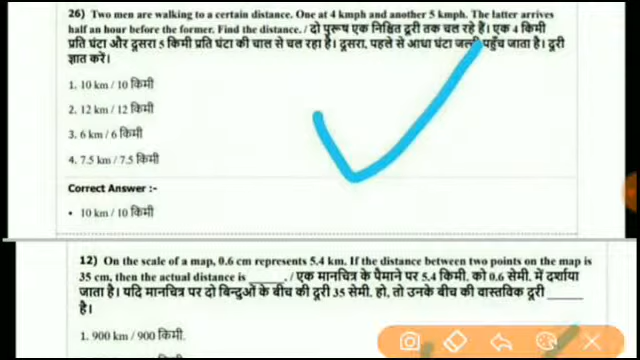 26) Two men are walking to a certain distance. One at 4 kmph and another 5 kmph. The latter arrives
half an hour before the former. Find the distance. / दो पुरूष एक निश्चित दूरी तक चल रहे हैं। एक 4 किमी
प्रति घंटा और दूसरा 5 किमी प्रति घंटा की चाल से चल रहा है। दूसरा, पहले से आधा घंटा जल्दी पहुँच जाता है। दूरी
ज्ञात करें।
1. 10 km / 10 किमी
2. 12 km / 12 किमी
3. 6 km / 6 किमी
4. 7.5 km / 7.5 किमी
Correct Answer :-
• 10 km / 10 किमी
12) On the scale of a map, 0.6 cm represents 5.4 km. If the distance between two points on the map is
35 cm, then the actual distance is _____. / एक मानचित्र के पैमाने पर 5.4 किमी. को 0.6 सेमी. में दर्शाया
जाता है। यदि मानचित्र पर दो बिन्दुओं के बीच की दूरी 35 सेमी. हो, तो उनके बीच की वास्तविक दूरी _____
है।
1. 900 km / 900 किमी.